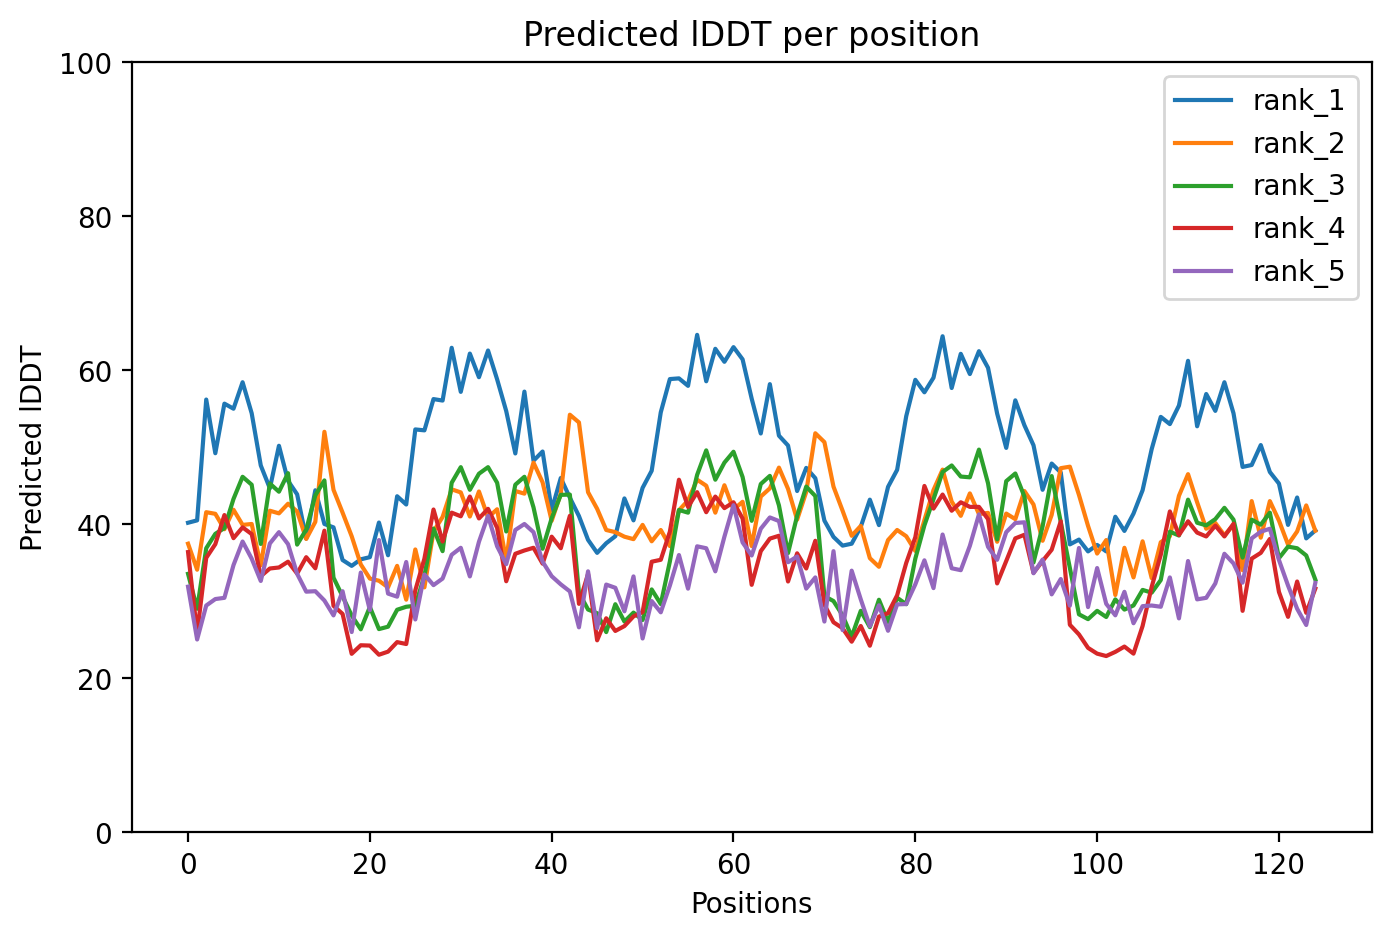 Predicted lDDT per position
100
80
60
40
20
0
Predicted lDDT
0 20 40 60 80 100 120
Positions
rank_1
rank_2
rank_3
rank_4
rank_5